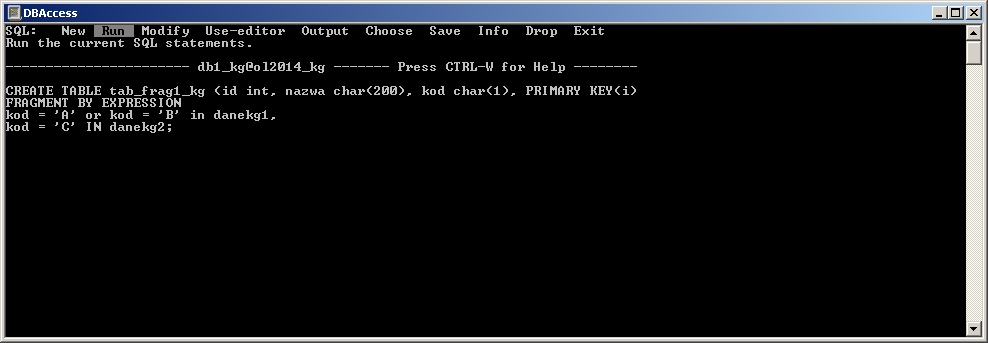 DBAccess
SQL:   New  Run  Modify  Use-editor  Output  Choose  Save  Info  Drop  Exit
Run the current SQL statements.
----------------------- db1_kg@ol2014_kg ------- Press CTRL-W for Help --------
CREATE TABLE tab_frag1_kg (id int, nazwa char(200), kod char(1), PRIMARY KEY(i)
FRAGMENT BY EXPRESSION
kod = 'A' or kod = 'B' in danekg1,
kod = 'C' IN danekg2;